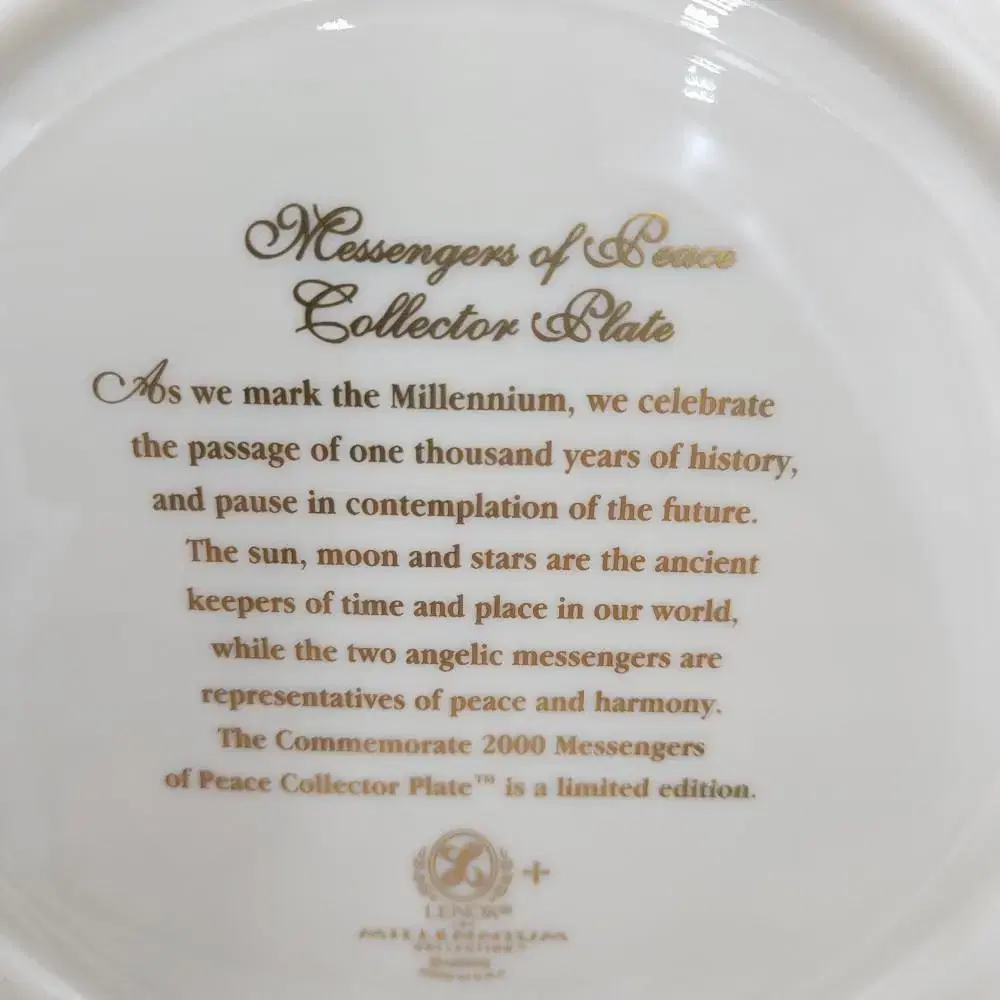 Messengers of Peace
Collector Plate
As we mark the Millennium, we celebrate
the passage of one thousand years of history,
and pause in contemplation of the future.
The sun, moon and stars are the ancient
keepers of time and place in our world,
while the two angelic messengers are
representatives of peace and harmony.
The Commemorate 2000 Messengers
of Peace Collector Plate™ is a limited edition.
LENOX
MILLENNIUM
COLLECTION